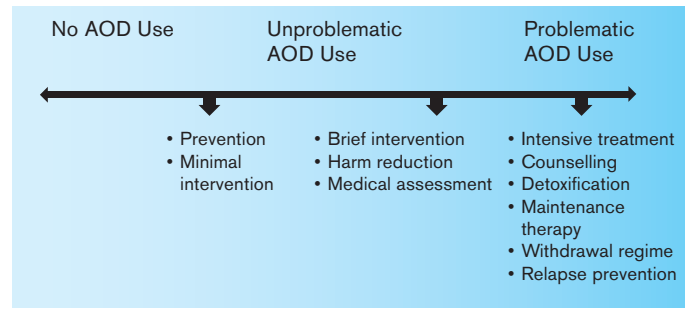 No AOD Use
Unproblematic
AOD Use
Problematic
AOD Use
• Prevention
• Minimal
intervention
• Brief intervention
• Harm reduction
• Medical assessment
• Intensive treatment
• Counselling
• Detoxification
• Maintenance
therapy
• Withdrawal regime
• Relapse prevention